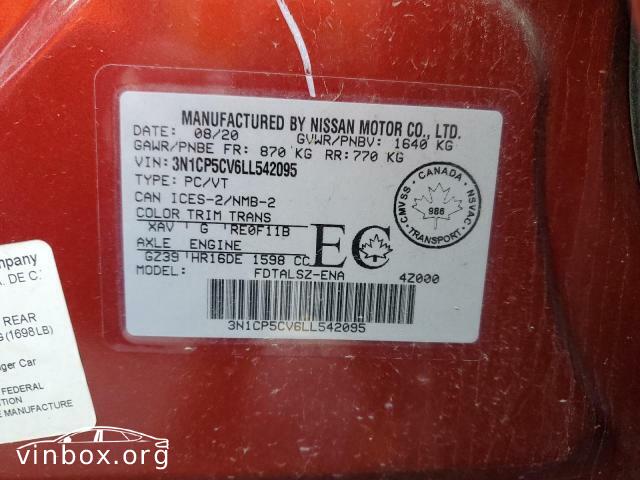 MANUFACTURED BY NISSAN MOTOR CO., LTD.
DATE: 08/20 GVWR/PNBV: 1640 KG
GAWR/PNBE FR: 870 KG RR: 770 KG
VIN: 3N1CP5CV6LL542095
TYPE: PC/VT
CAN ICES-2/NMB-2
COLOR TRIM TRANS
XAV G RE0F11B
AXLE ENGINE
GZ39 HR16DE 1598 CC
MODEL: FDTALSZ-ENA 4Z000
3N1CP5CV6LL542095
EC
CANADA
CMVSS NSVAC
986
TRANSPORT
mpany
A. DE C:
REAR
(1698LB)
ger Car
FEDERAL
TION
E MANUFACTURE
vinbox.org